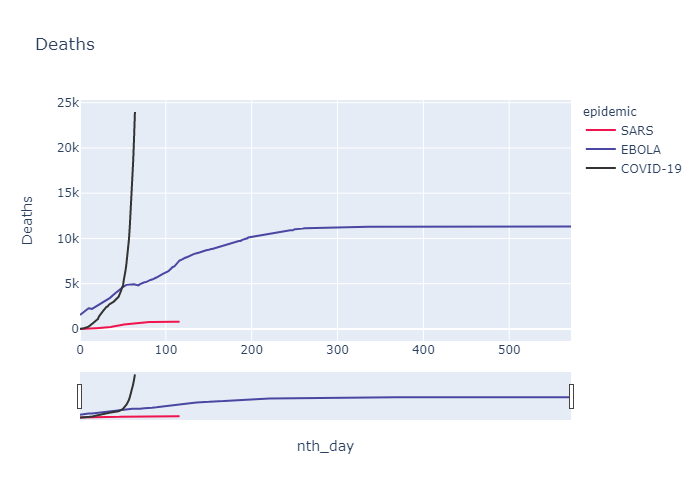 Deaths
epidemic
SARS
EBOLA
COVID-19
Deaths
25k
20k
15k
10k
5k
0
0 100 200 300 400 500
nth_day